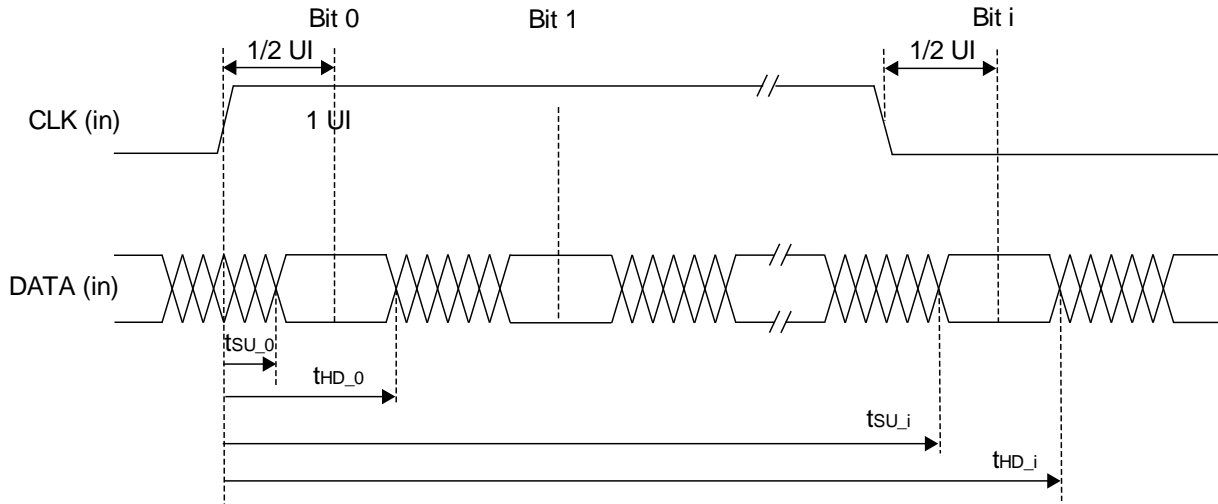 Bit 0 Bit 1 Bit i
1/2 UI 1/2 UI
CLK (in) 1 UI
DATA (in)
tSU_0
tHD_0
tSU_i
tHD_i